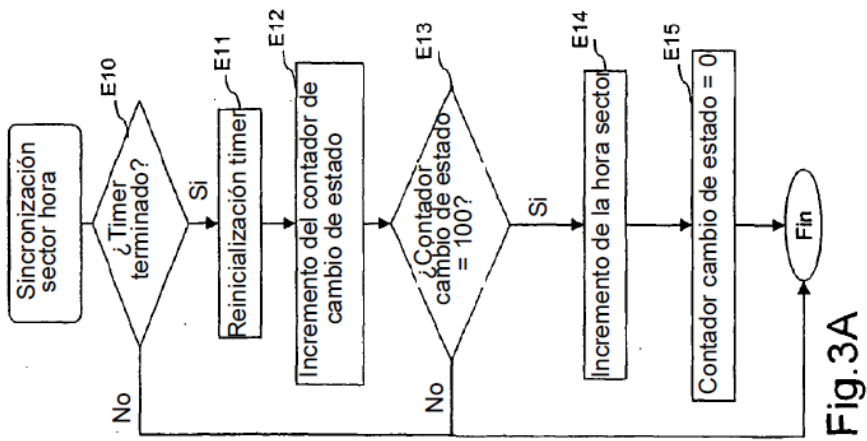 Sincronización
sector hora
E10
¿Timer
terminado?
No
Si
E11
Reinicialización timer
E12
Incremento del contador de
cambio de estado
E13
¿Contador
cambio de estado
= 100?
No
Si
E14
Incremento de la hora sector
E15
Contador cambio de estado = 0
Fin
Fig.3A